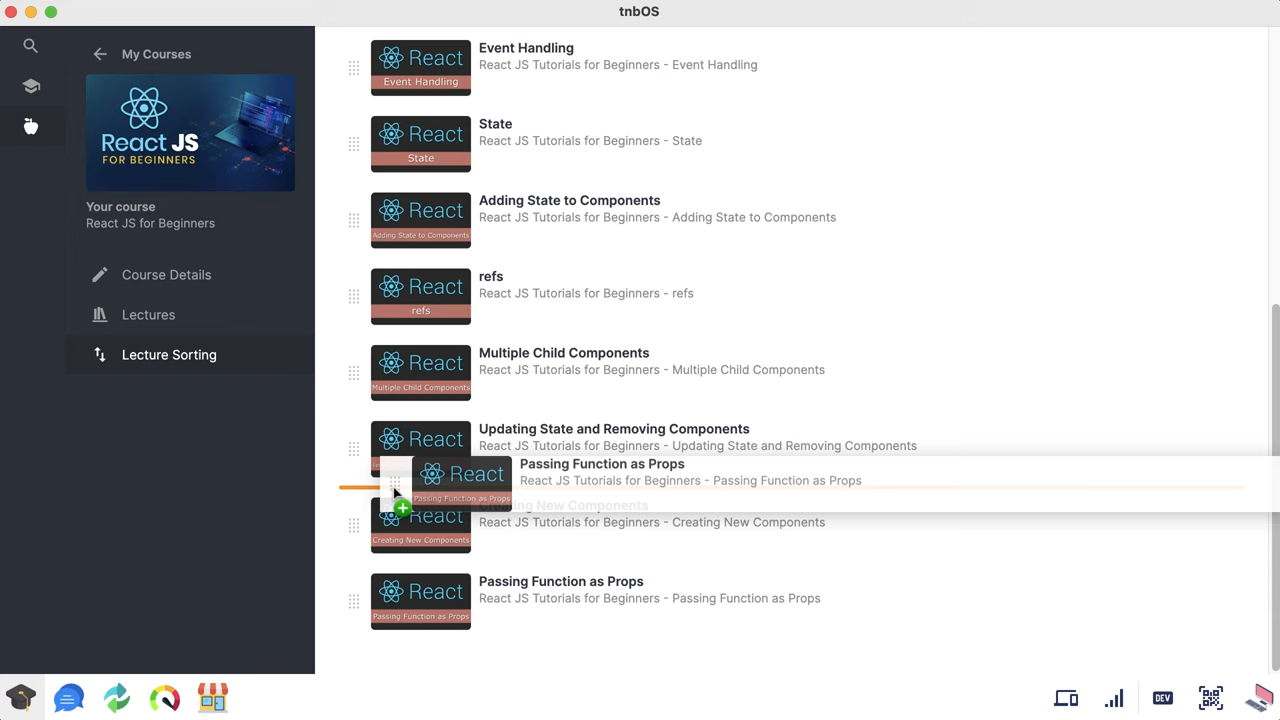 tnbOS
My Courses
React JS
FOR BEGINNERS
Your course
React JS for Beginners
Course Details
Lectures
Lecture Sorting
React
Event Handling
Event Handling
React JS Tutorials for Beginners - Event Handling
React
State
State
React JS Tutorials for Beginners - State
React
Adding State to Components
Adding State to Components
React JS Tutorials for Beginners - Adding State to Components
React
refs
refs
React JS Tutorials for Beginners - refs
React
Multiple Child Components
Multiple Child Components
React JS Tutorials for Beginners - Multiple Child Components
React
Updating State and Removing Components
React JS Tutorials for Beginners - Updating State and Removing Components
React
Passing Function as Props
Passing Function as Props
React JS Tutorials for Beginners - Passing Function as Props
React
Creating New Components
Creating New Components
React JS Tutorials for Beginners - Creating New Components
React
Passing Function as Props
Passing Function as Props
React JS Tutorials for Beginners - Passing Function as Props
DEV